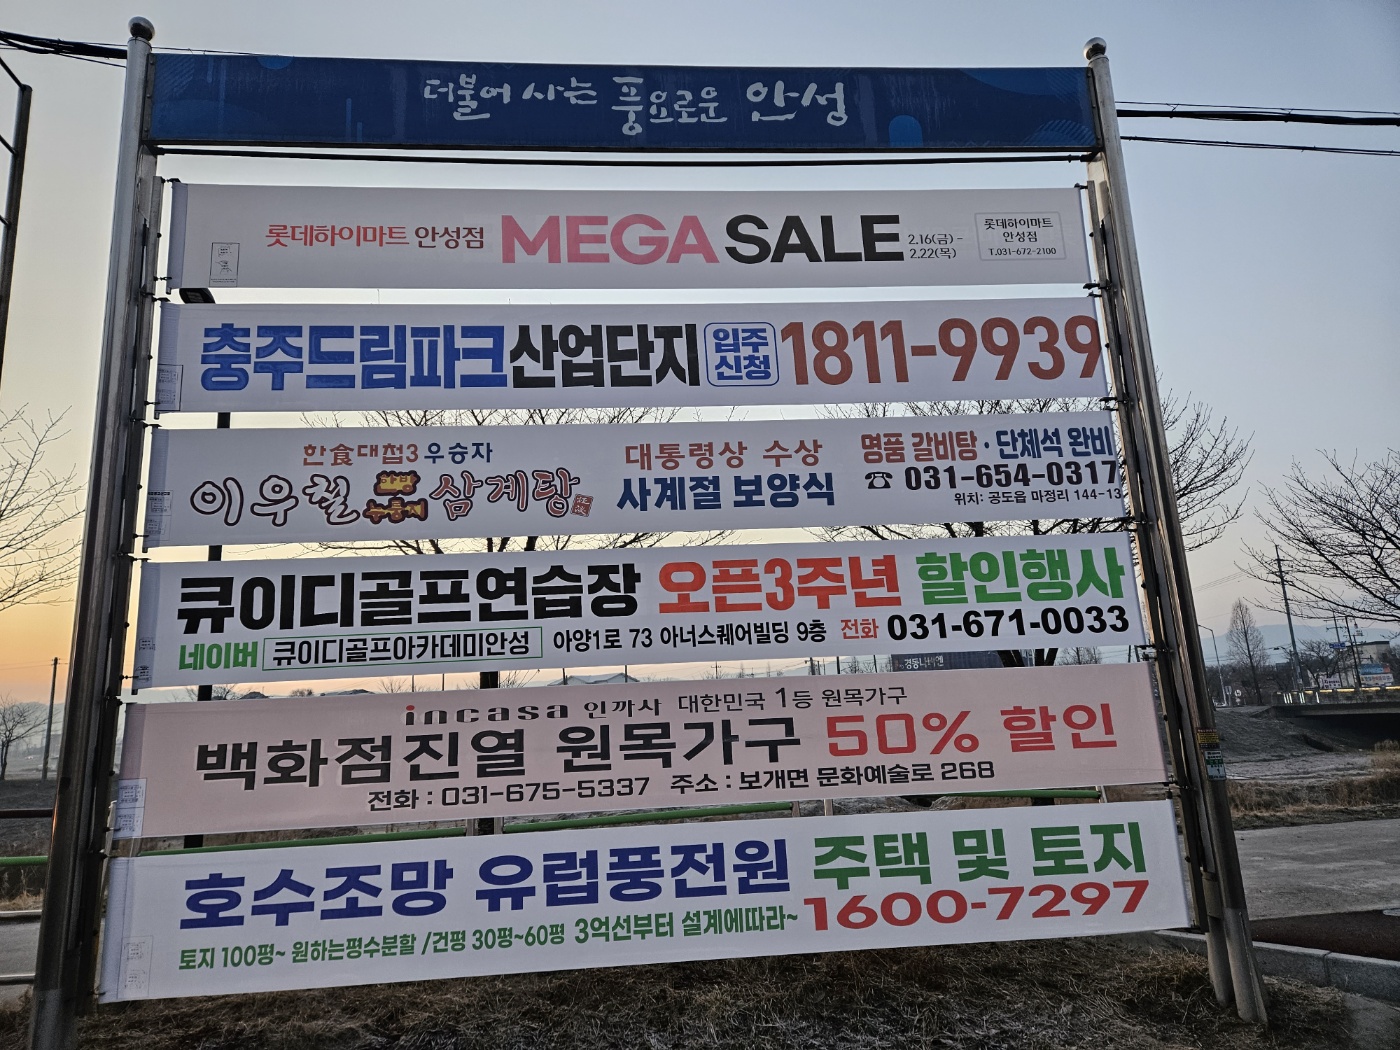 더불어 사는 풍요로운 안성
롯데하이마트 안성점 MEGA SALE 2.16(금) - 2.22(목)
롯데하이마트
안성점
T.031-672-2100
충주드림파크산업단지 입주신청 1811-9939
한食대첩3 우승자
이우철 한방 누룽지 삼계탕
대통령상 수상
사계절 보양식
명품 갈비탕·단체석 완비
☎ 031-654-0317
위치: 공도읍 마정리 144-13
큐이디골프연습장 오픈3주년 할인행사
네이버 큐이디골프아카데미안성 아양1로 73 아너스퀘어빌딩 9층 전화 031-671-0033
경동나비엔
incasa 인까사 대한민국 1등 원목가구
백화점진열 원목가구 50% 할인
전화 : 031-675-5337 주소 : 보개면 문화예술로 268
호수조망 유럽풍전원 주택 및 토지
토지 100평~ 원하는평수분할 /건평 30평~60평 3억선부터 설계에따라~ 1600-7297